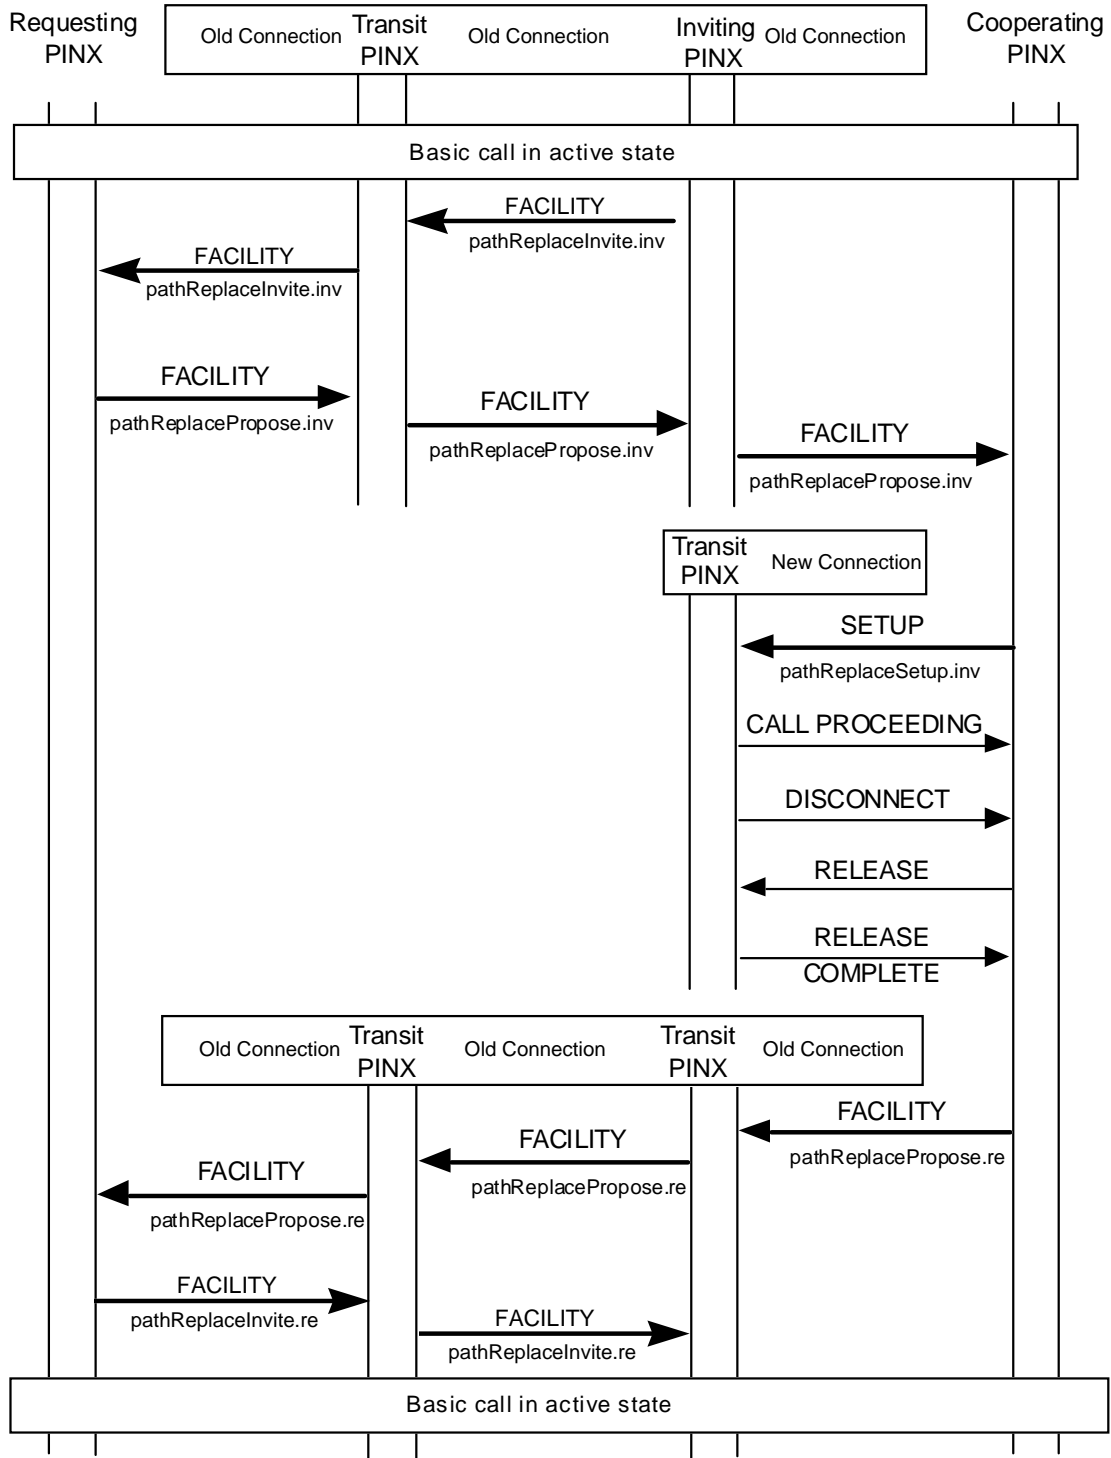 Requesting
PINX
Old Connection
Transit
PINX
Old Connection
Inviting
PINX
Old Connection
Cooperating
PINX
Basic call in active state
FACILITY
pathReplaceInvite.inv
FACILITY
pathReplaceInvite.inv
FACILITY
pathReplacePropose.inv
FACILITY
pathReplacePropose.inv
FACILITY
pathReplacePropose.inv
Transit
PINX
New Connection
SETUP
pathReplaceSetup.inv
CALL PROCEEDING
DISCONNECT
RELEASE
RELEASE
COMPLETE
Old Connection
Transit
PINX
Old Connection
Transit
PINX
Old Connection
FACILITY
pathReplacePropose.re
FACILITY
pathReplacePropose.re
FACILITY
pathReplacePropose.re
FACILITY
pathReplaceInvite.re
FACILITY
pathReplaceInvite.re
Basic call in active state